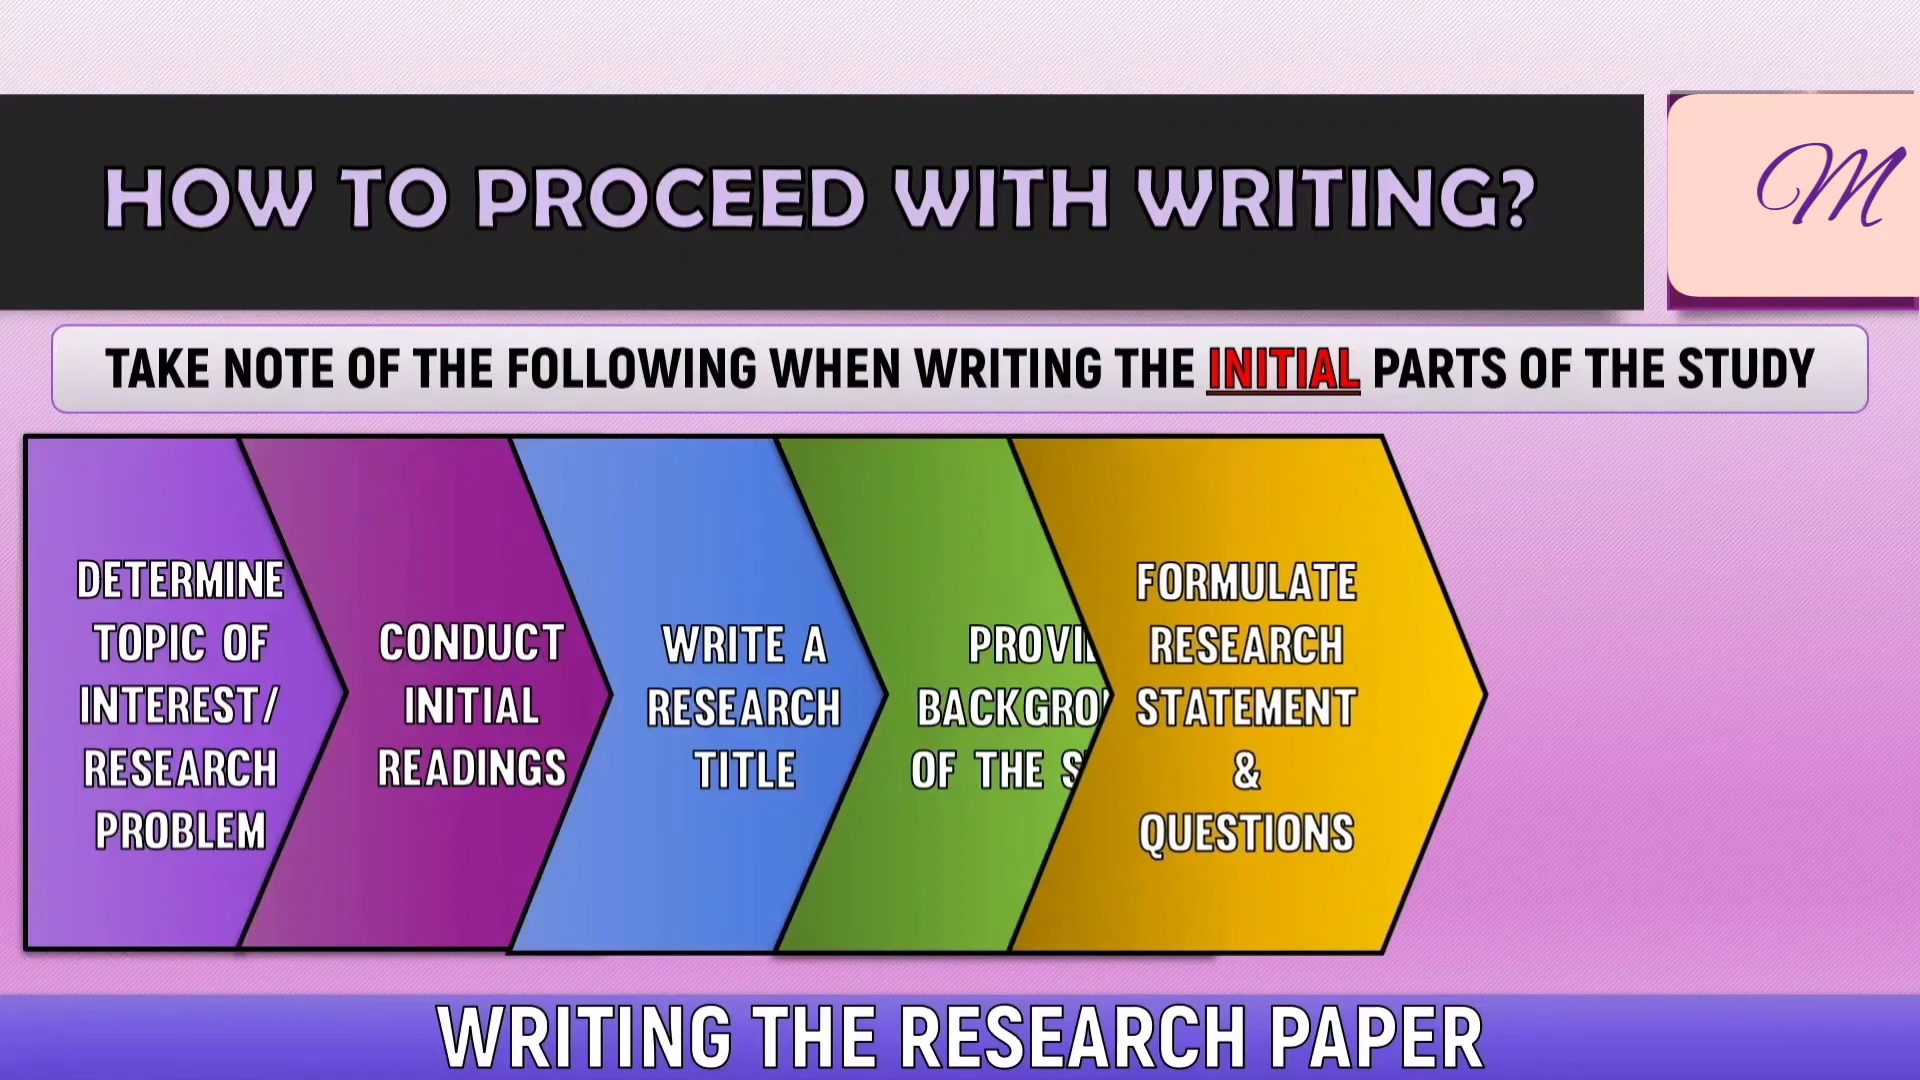 HOW TO PROCEED WITH WRITING?
M
TAKE NOTE OF THE FOLLOWING WHEN WRITING THE INITIAL PARTS OF THE STUDY
DETERMINE
TOPIC OF
INTEREST/
RESEARCH
PROBLEM
CONDUCT
INITIAL
READINGS
WRITE A
RESEARCH
TITLE
OF THE
FORMULATE
RESEARCH
STATEMENT
&
QUESTIONS
WRITING THE RESEARCH PAPER